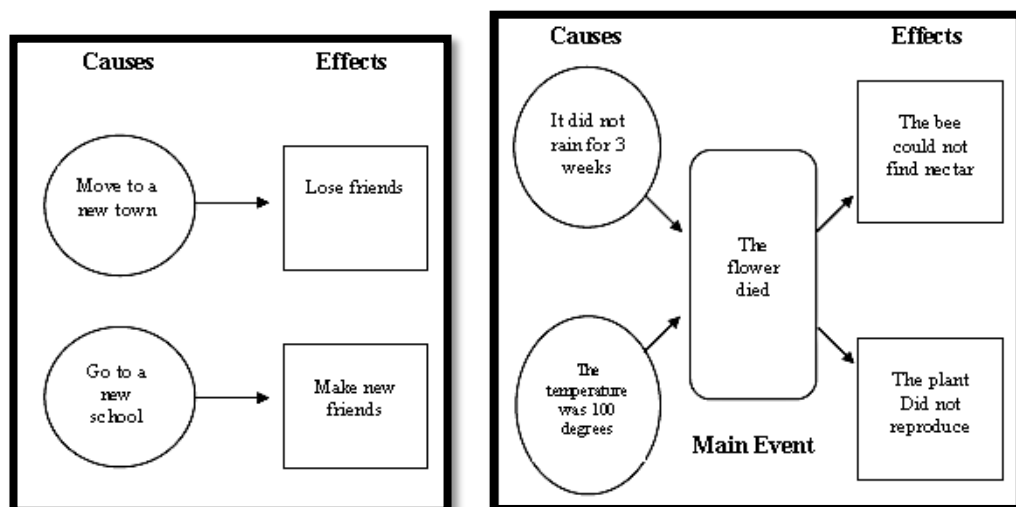 Causes
Effects
Move to a
new town
Lose friends
Go to a
new
school
Make new
friends
Causes
Effects
It did not
rain for 3
weeks
The bee
could not
find nectar
The
flower
died
The
temperature
was 100
degrees
The plant
Did not
reproduce
Main Event